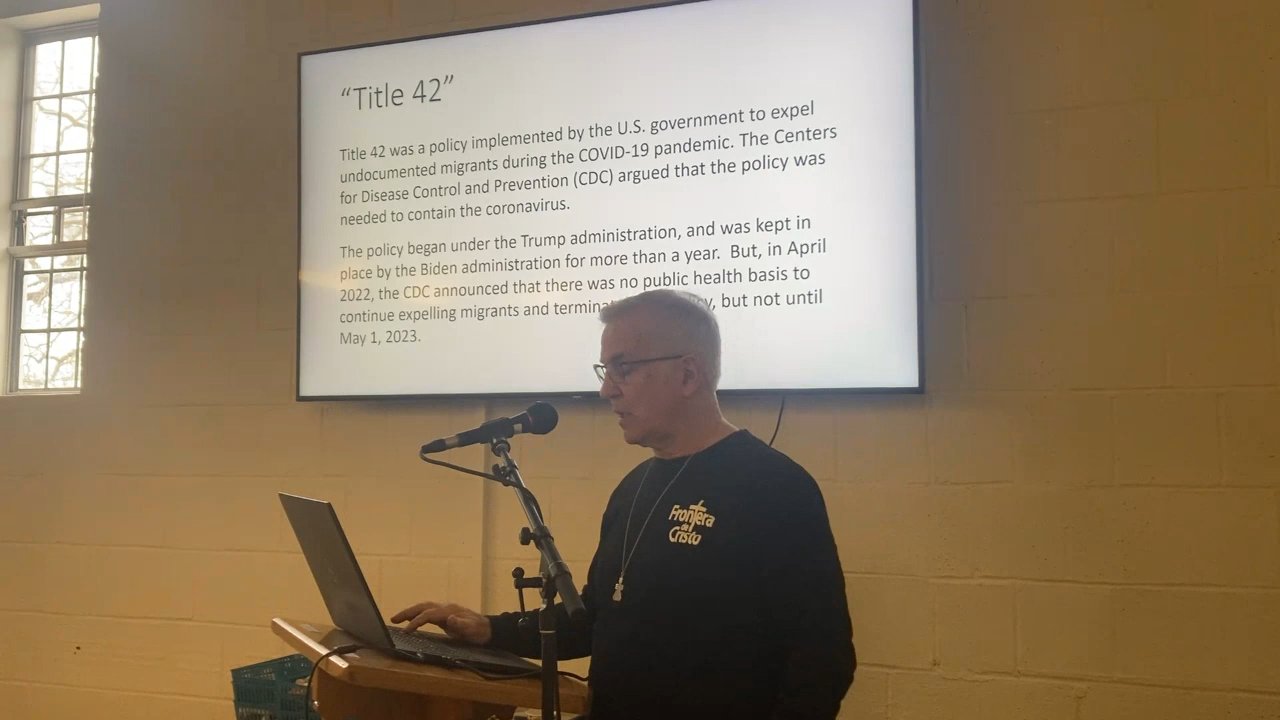 “Title 42”
Title 42 was a policy implemented by the U.S. government to expel
undocumented migrants during the COVID-19 pandemic. The Centers
for Disease Control and Prevention (CDC) argued that the policy was
needed to contain the coronavirus.
The policy began under the Trump administration, and was kept in
place by the Biden administration for more than a year. But, in April
2022, the CDC announced that there was no public health basis to
continue expelling migrants and but not until
May 1, 2023.
Frontera
de
Cristo